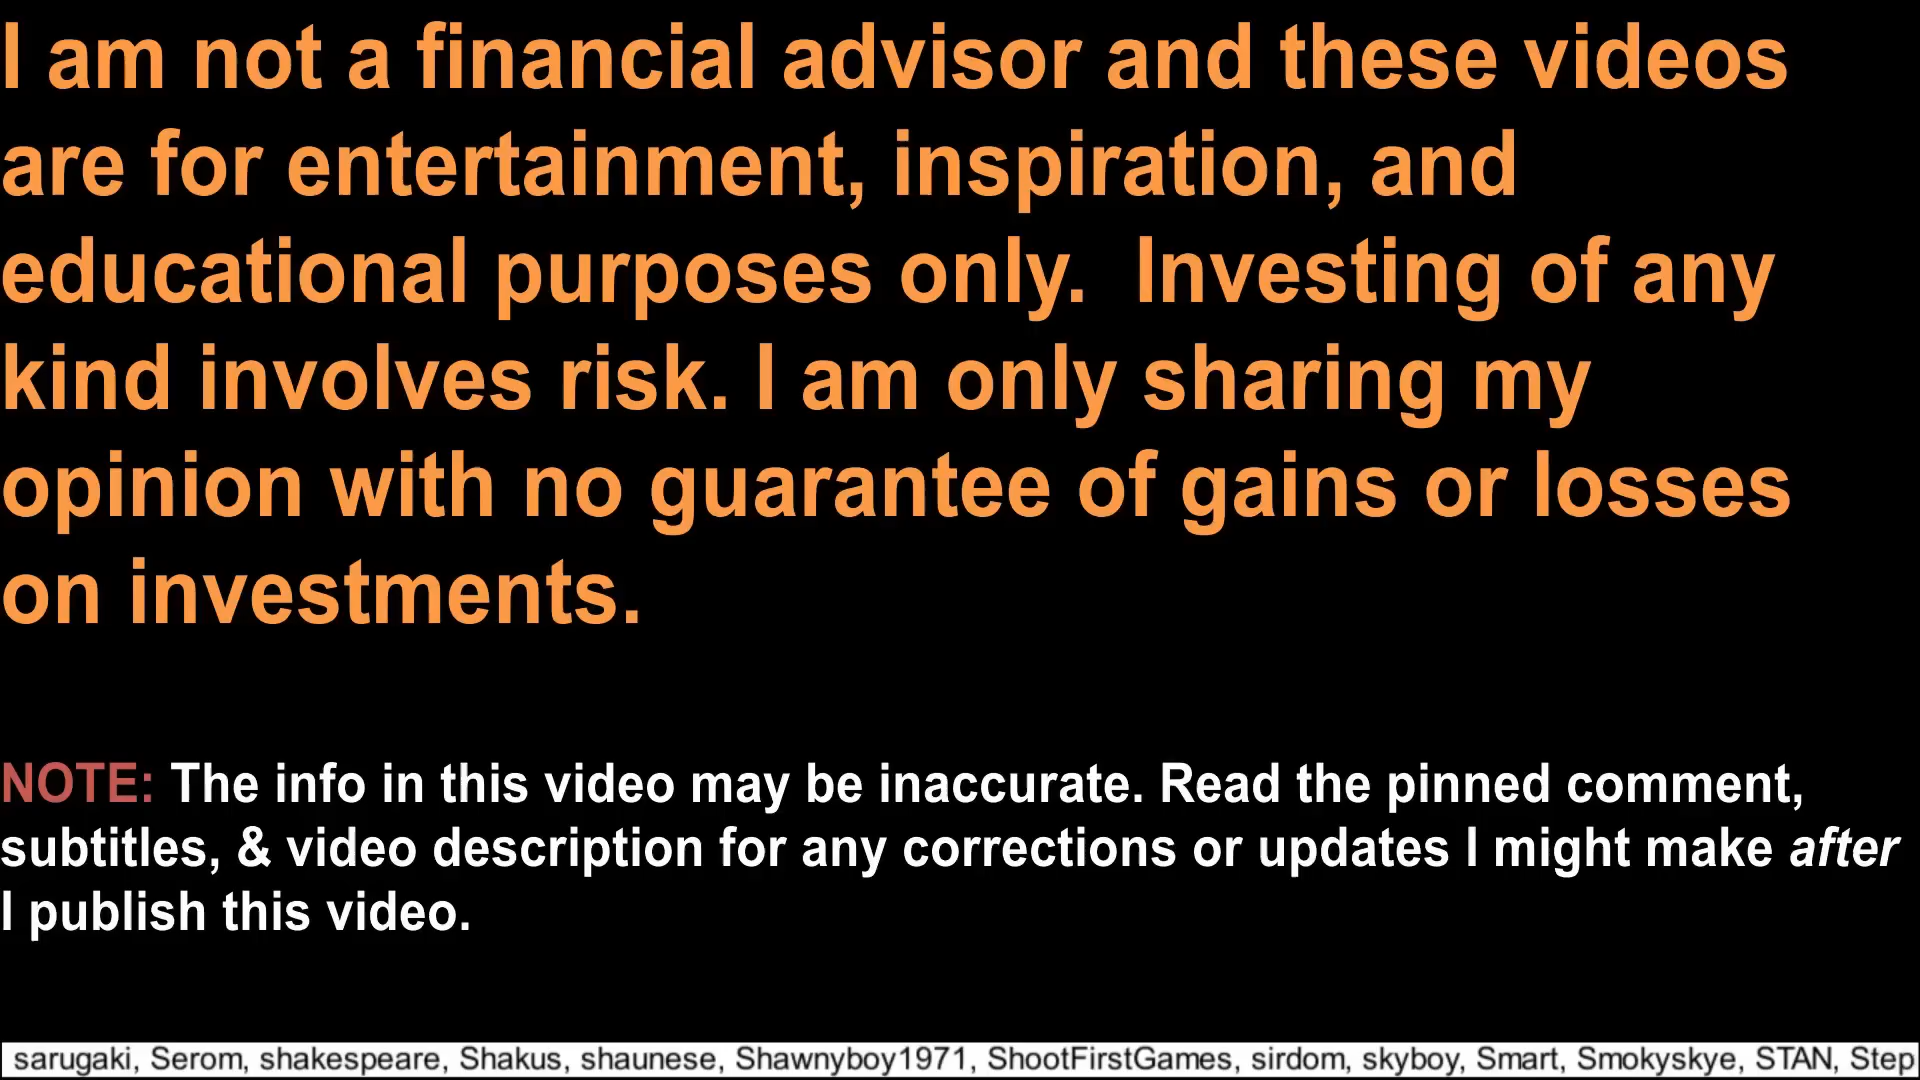 I am not a financial advisor and these videos
are for entertainment, inspiration, and
educational purposes only.  Investing of any
kind involves risk. I am only sharing my
opinion with no guarantee of gains or losses
on investments.
NOTE: The info in this video may be inaccurate. Read the pinned comment,
subtitles, & video description for any corrections or updates I might make after
I publish this video.
sarugaki, Serom, shakespeare, Shakus, shaunese, Shawnyboy1971, ShootFirstGames, sirdom, skyboy, Smart, Smokyskye, STAN, Step